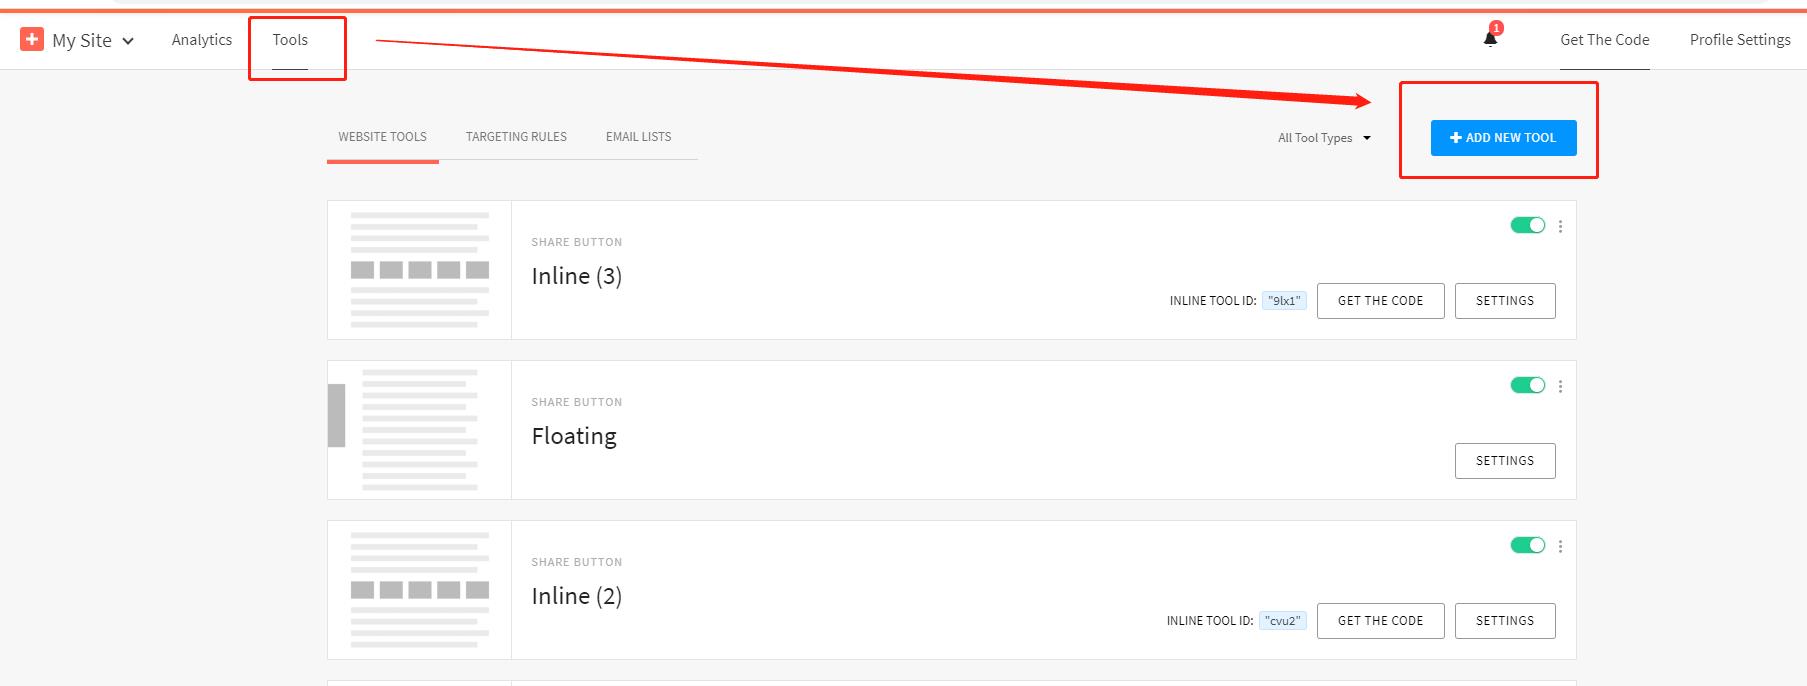 My Site
Analytics
Tools
1
Get The Code
Profile Settings
WEBSITE TOOLS
TARGETING RULES
EMAIL LISTS
All Tool Types
ADD NEW TOOL
SHARE BUTTON
Inline (3)
INLINE TOOL ID: "9lx1"
GET THE CODE
SETTINGS
SHARE BUTTON
Floating
SETTINGS
SHARE BUTTON
Inline (2)
INLINE TOOL ID: "cvu2"
GET THE CODE
SETTINGS